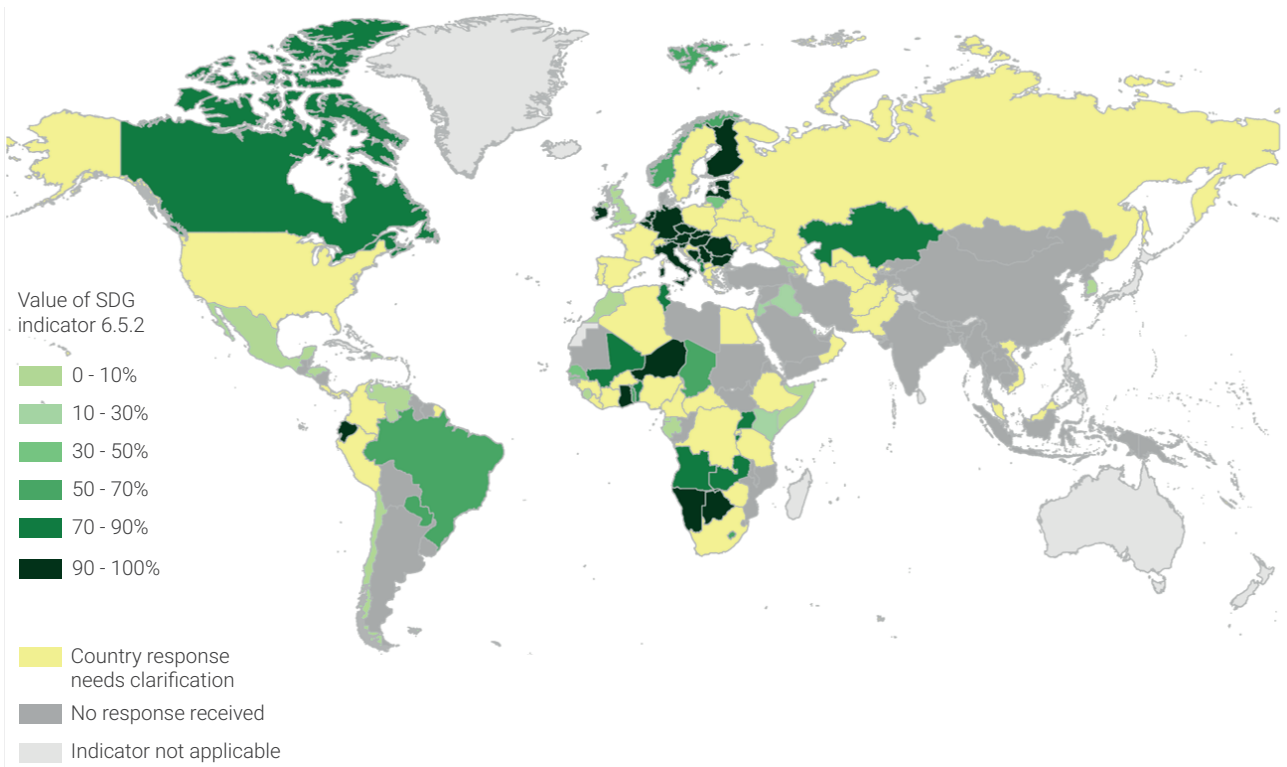 Value of SDG
indicator 6.5.2
0 - 10%
10 - 30%
30 - 50%
50 - 70%
70 - 90%
90 - 100%
Country response
needs clarification
No response received
Indicator not applicable